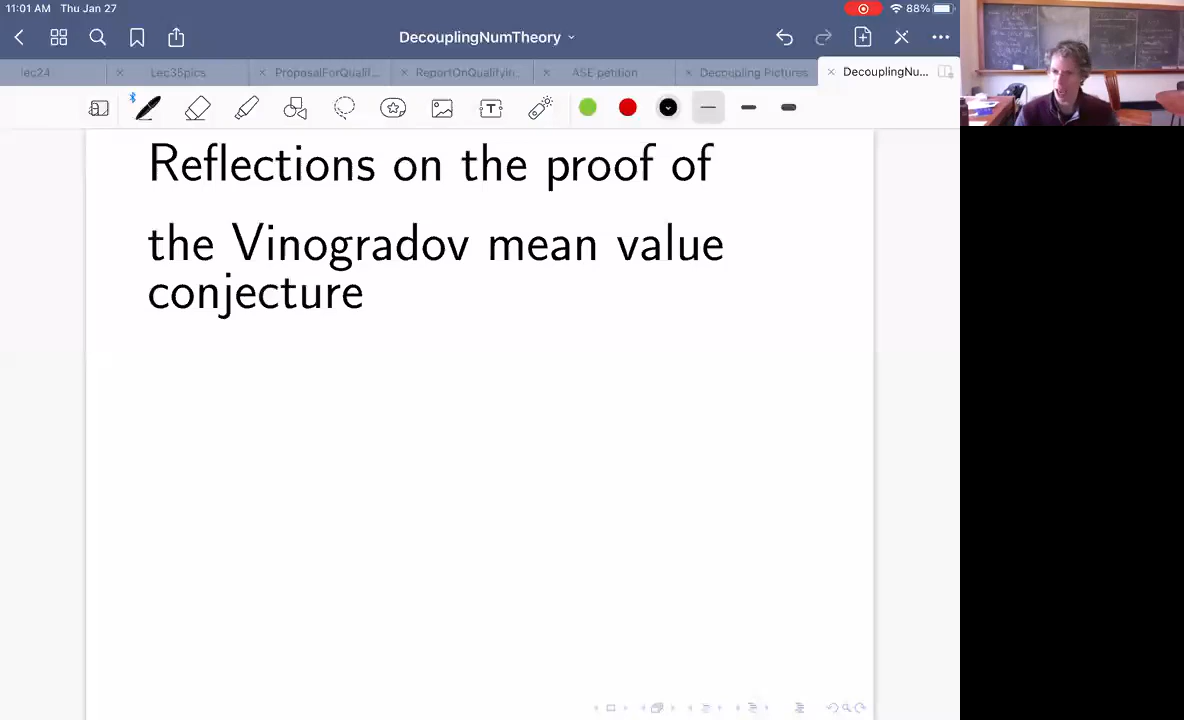 11:01 AM Thu Jan 27
88%
DecouplingNumTheory
lec24
Lec35pics
ProposalForQualif...
ReportOnQualifyin...
ASE petition
Decoupling Pictures
DecouplingNu...
T
Reflections on the proof of
the Vinogradov mean value
conjecture